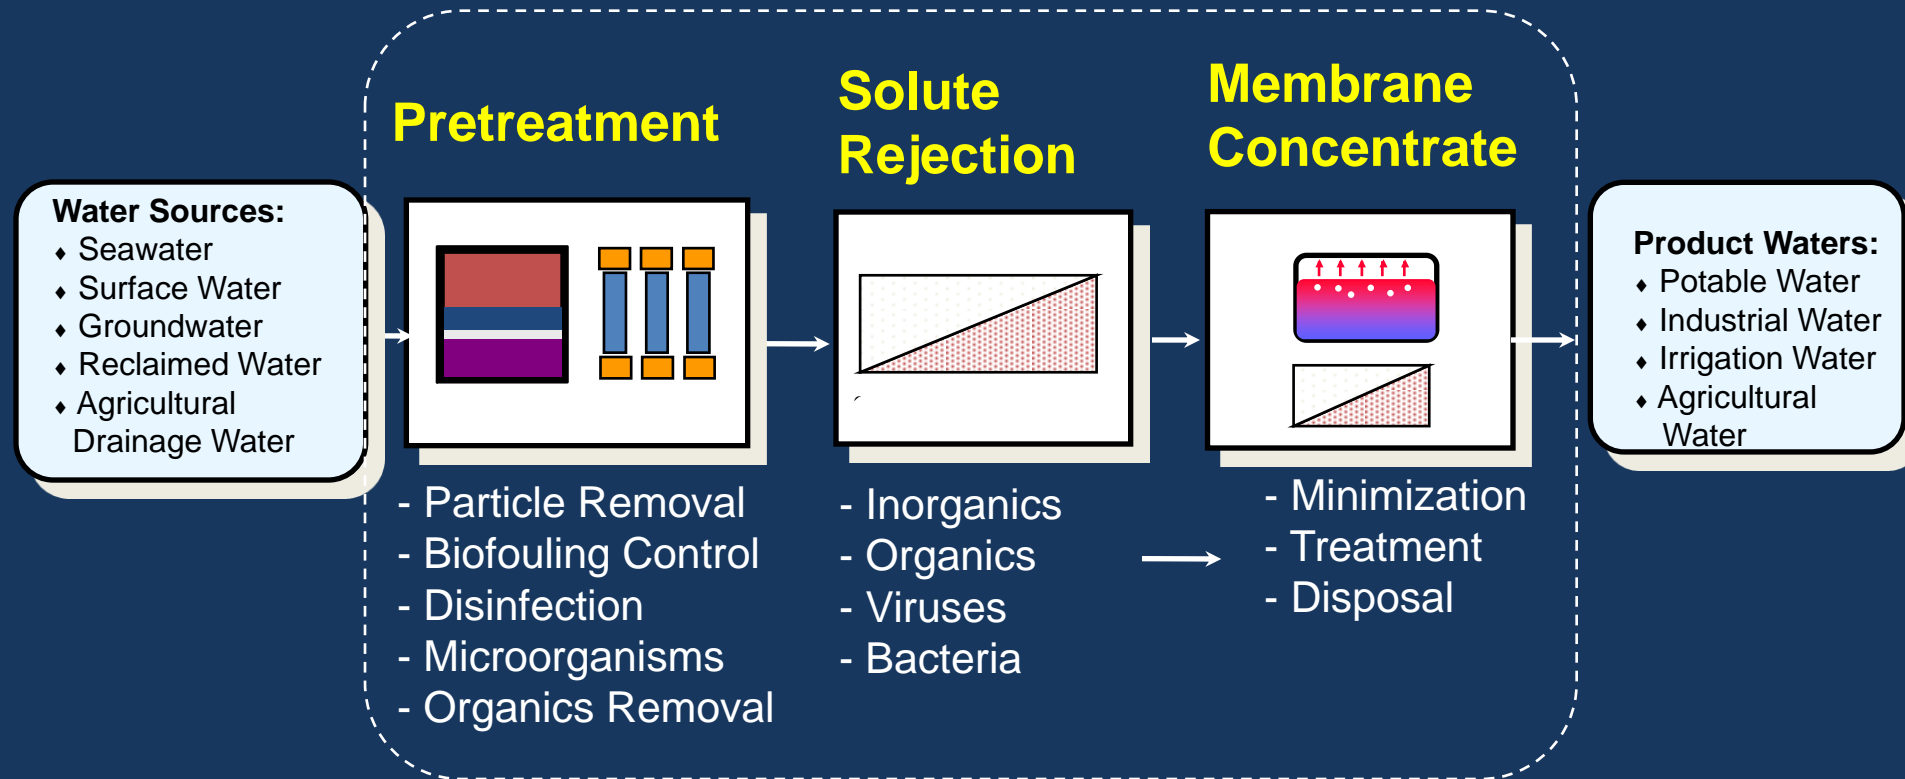 Water Sources:
♦ Seawater
♦ Surface Water
♦ Groundwater
♦ Reclaimed Water
♦ Agricultural
Drainage Water
Pretreatment
- Particle Removal
- Biofouling Control
- Disinfection
- Microorganisms
- Organics Removal
Solute
Rejection
- Inorganics
- Organics
- Viruses
- Bacteria
Membrane
Concentrate
- Minimization
- Treatment
- Disposal
Product Waters:
♦ Potable Water
♦ Industrial Water
♦ Irrigation Water
♦ Agricultural
Water